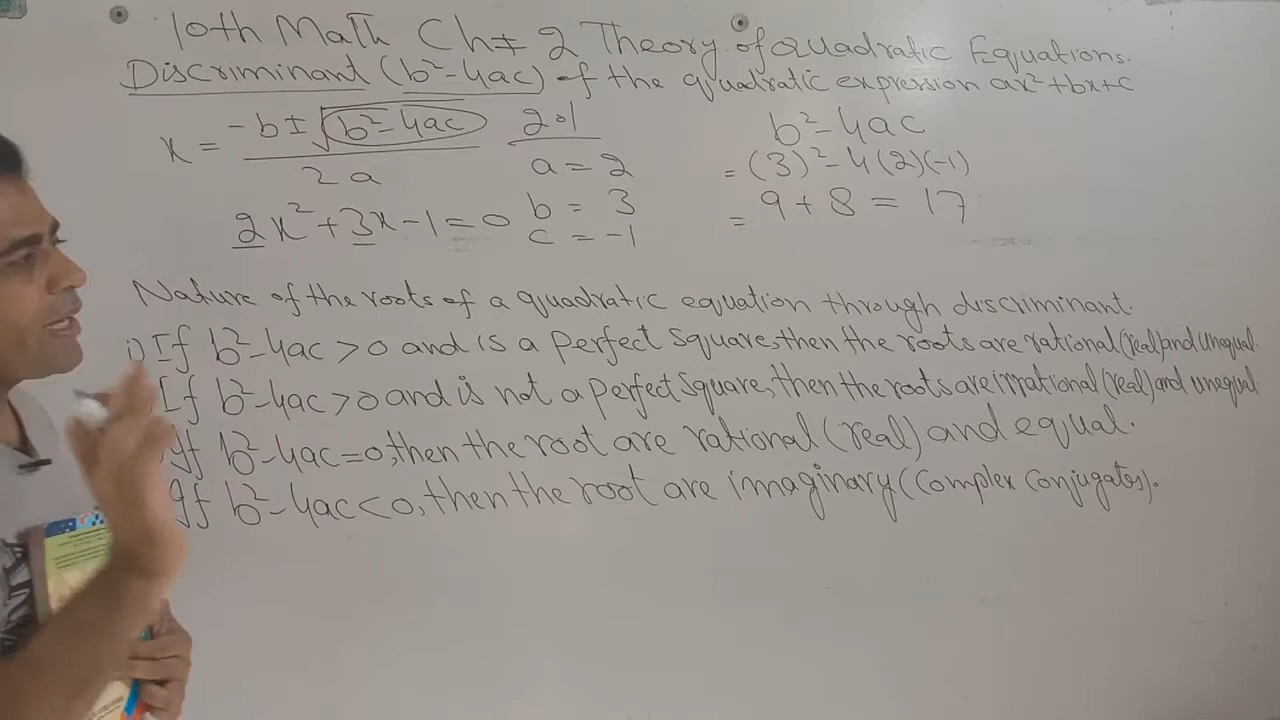 10th Math Ch# 2 Theory of Quadratic Equations.
Discriminant (b²-4ac) of the quadratic expression ax²+bx+c
x = -b±√b²-4ac / 2a
2x²+3x-1=0
2.1
a = 2
b = 3
c = -1
b²-4ac
= (3)²-4(2)(-1)
= 9+8 = 17
Nature of the roots of a quadratic equation through discriminant.
i) If b²-4ac >0 and is a perfect square, then the roots are rational (real) and unequal.
If b²-4ac >0 and is not a perfect square, then the roots are irrational (real) and unequal
If b²-4ac=0, then the root are rational (real) and equal.
If b²-4ac<0, then the root are imaginary (complex conjugates).